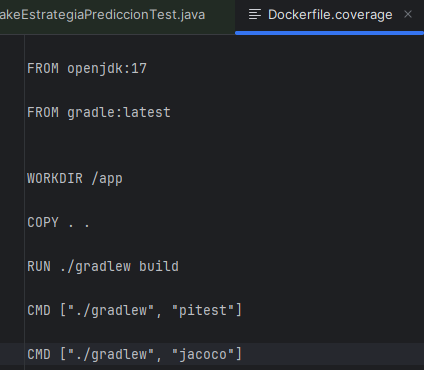 akeEstrategiaPrediccionTest.java
Dockerfile.coverage
FROM openjdk:17
FROM gradle:latest
WORKDIR /app
COPY . .
RUN ./gradlew build
CMD ["./gradlew", "pitest"]
CMD ["./gradlew", "jacoco"]